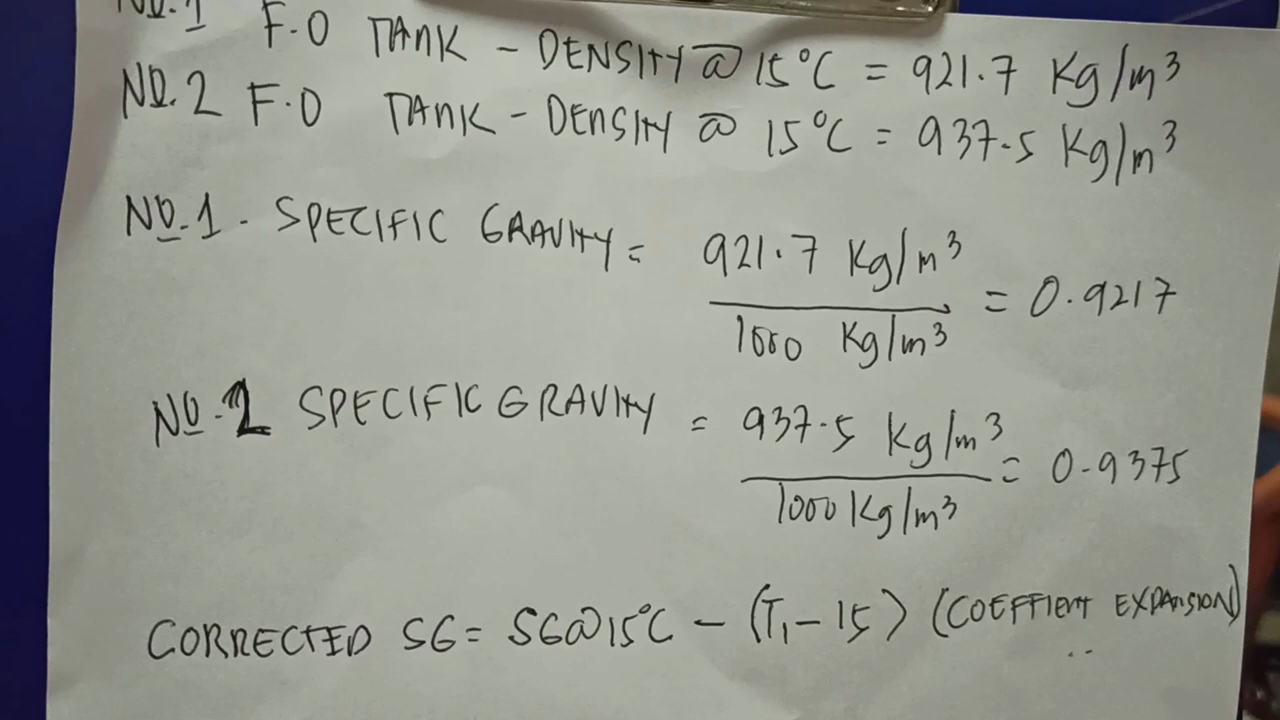 NO.1 F.O TANK - DENSITY @ 15°C = 921.7 Kg/m³
NO.2 F.O TANK - DENSITY @ 15°C = 937.5 Kg/m³
NO.1 - SPECIFIC GRAVITY = 921.7 Kg/m³
1000 Kg/m³
= 0.9217
NO.2 SPECIFIC GRAVITY = 937.5 Kg/m³
1000 Kg/m³
= 0.9375
CORRECTED SG = SG@15°C - (T₁-15) (COEFFIENT EXPANSION)